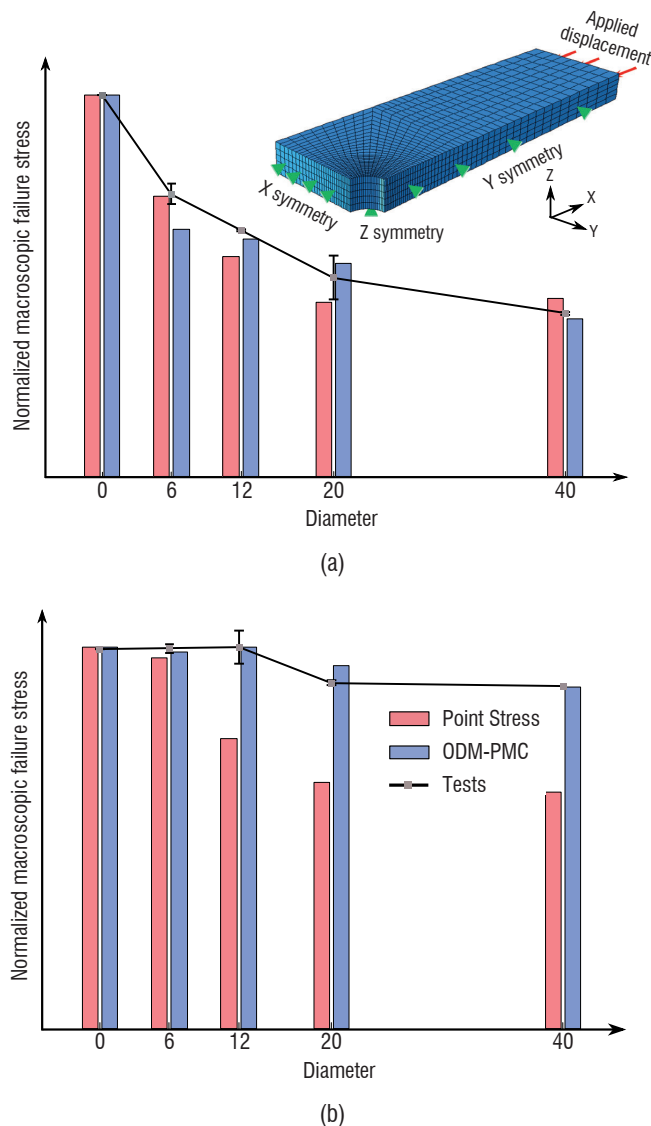 Applied
displacement
Normalized macroscopic failure stress
X symmetry
Y symmetry
Z symmetry
Z
X
Y
0 6 12 20 40
Diameter
(a)
Normalized macroscopic failure stress
Point Stress
ODM-PMC
Tests
0 6 12 20 40
Diameter
(b)